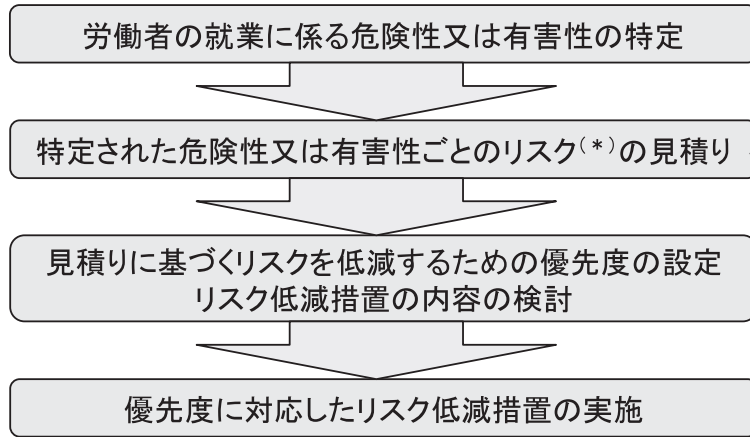 労働者の就業に係る危険性又は有害性の特定
特定された危険性又は有害性ごとのリスク(*)の見積り
見積りに基づくリスクを低減するための優先度の設定
リスク低減措置の内容の検討
優先度に対応したリスク低減措置の実施